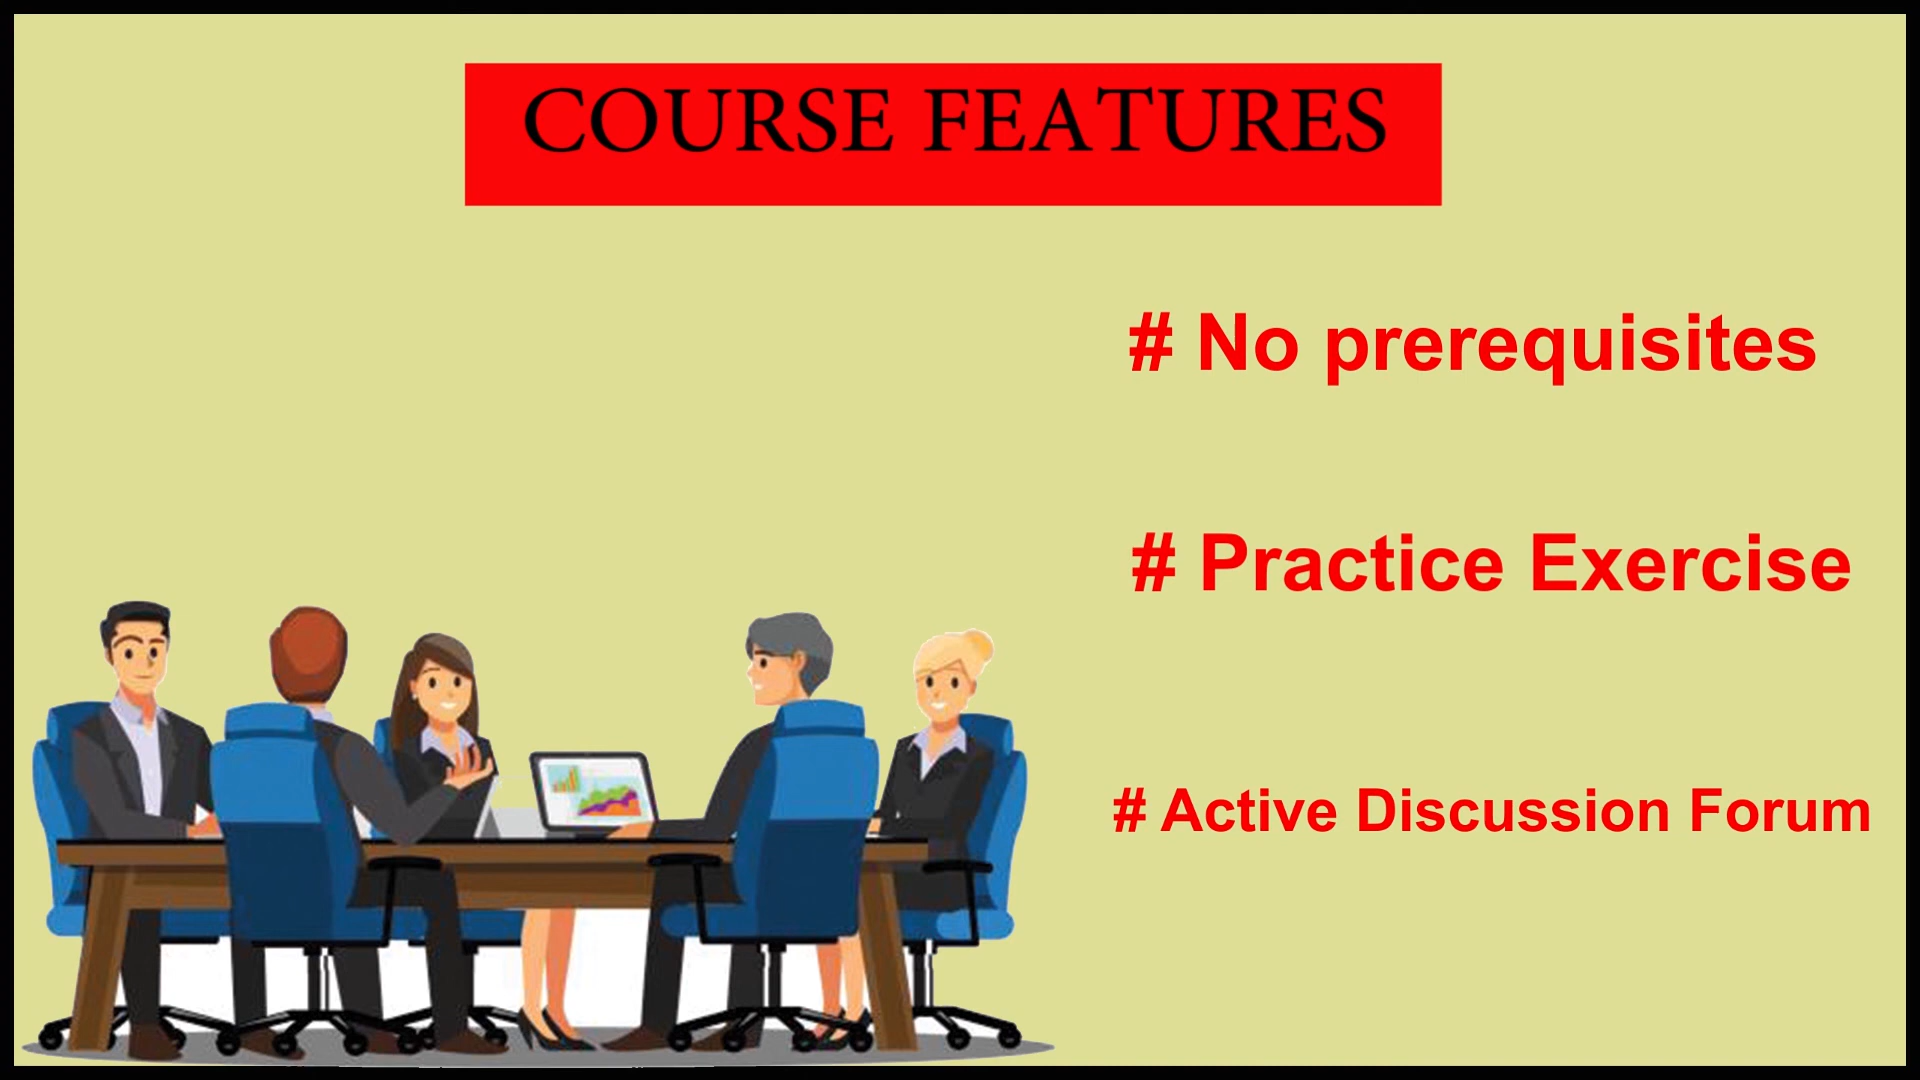 COURSE FEATURES
# No prerequisites
# Practice Exercise
# Active Discussion Forum